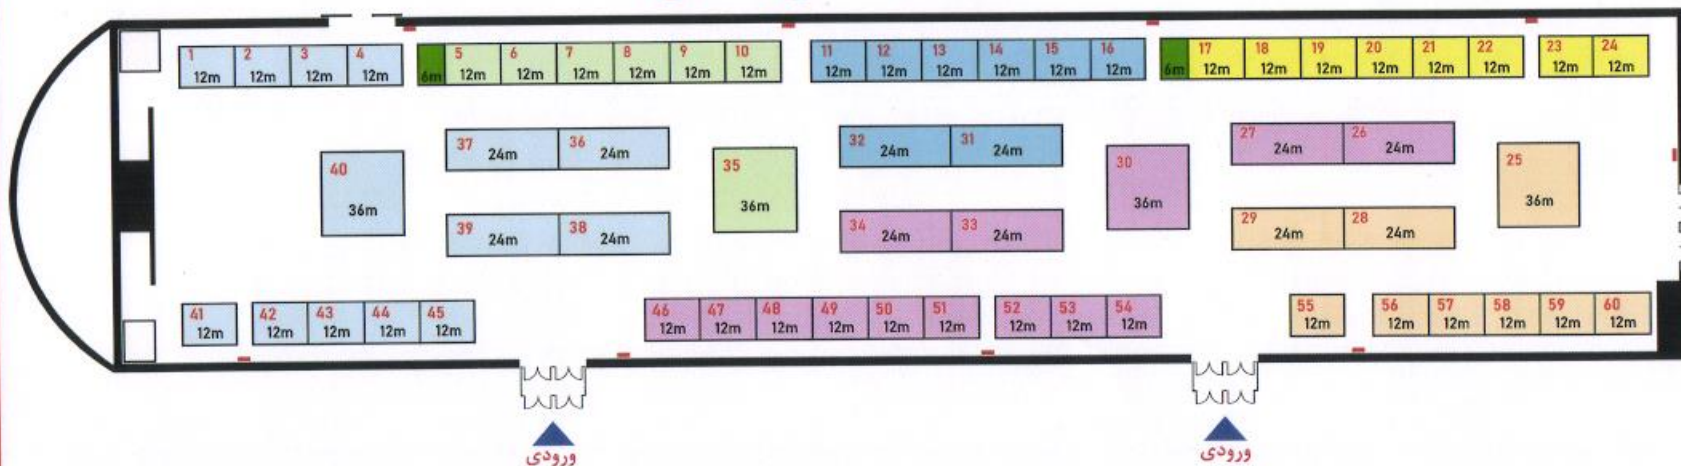 1 2 3 4 5 6 7 8 9 10 11 12 13 14 15 16 17 18 19 20 21 22 23 24
12m 12m 12m 12m 6m 12m 12m 12m 12m 12m 12m 12m 12m 12m 12m 12m 12m 6m 12m 12m 12m 12m 12m 12m 12m 12m
37 36 32 31 27 26
24m 24m 24m 24m 24m 24m
40 35 30 25
36m 36m 36m 36m
39 38 34 33 29 28
24m 24m 24m 24m 24m 24m
41 42 43 44 45 46 47 48 49 50 51 52 53 54 55 56 57 58 59 60
12m 12m 12m 12m 12m 12m 12m 12m 12m 12m 12m 12m 12m 12m 12m 12m 12m 12m 12m 12m
ورودی ورودی